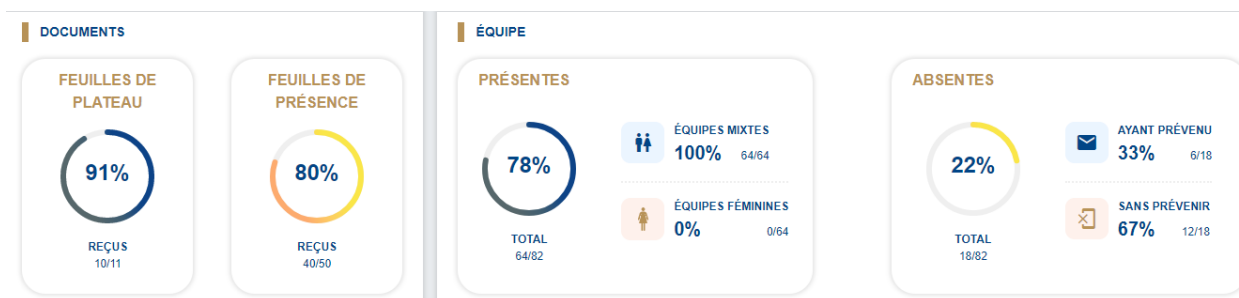 DOCUMENTS
FEUILLES DE
PLATEAU
91%
REÇUS
10/11
FEUILLES DE
PRÉSENCE
80%
REÇUS
40/50
ÉQUIPE
PRÉSENTES
78%
TOTAL
64/82
ÉQUIPES MIXTES
100% 64/64
ÉQUIPES FÉMININES
0% 0/64
ABSENTES
22%
TOTAL
18/82
AYANT PRÉVENU
33% 6/18
SANS PRÉVENIR
67% 12/18